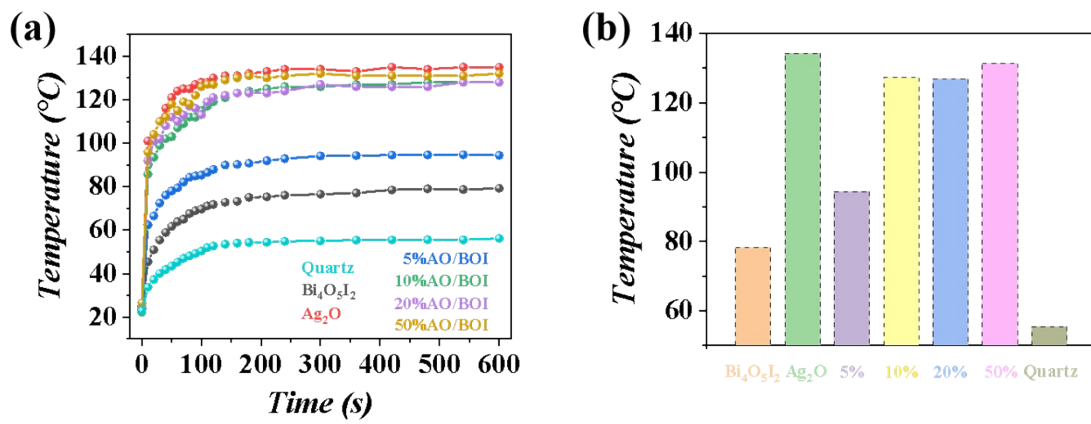 (a)
Temperature (°C)
140
120
100
80
60
40
20
0
100
200
300
400
500
600
Time (s)
Quartz
Bi₄O₅I₂
Ag₂O
5%AO/BOI
10%AO/BOI
20%AO/BOI
50%AO/BOI
(b)
Temperature (°C)
140
120
100
80
60
Bi₄O₅I₂
Ag₂O
5%
10%
20%
50%
Quartz